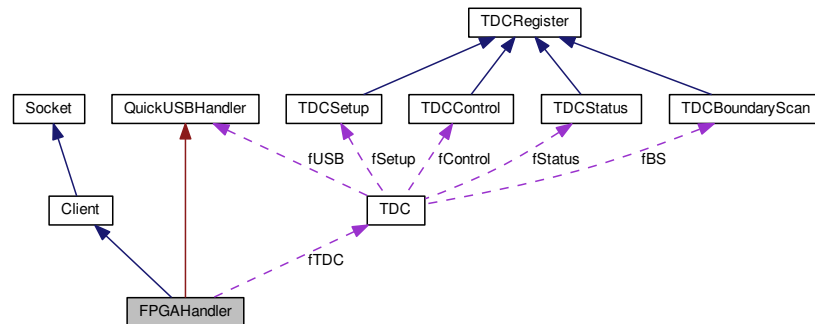 TDCRegister
Socket
QuickUSBHandler
TDCSetup
TDCControl
TDCStatus
TDCBoundaryScan
fUSB
fSetup
fControl
fStatus
fBS
Client
TDC
fTDC
FPGAHandler